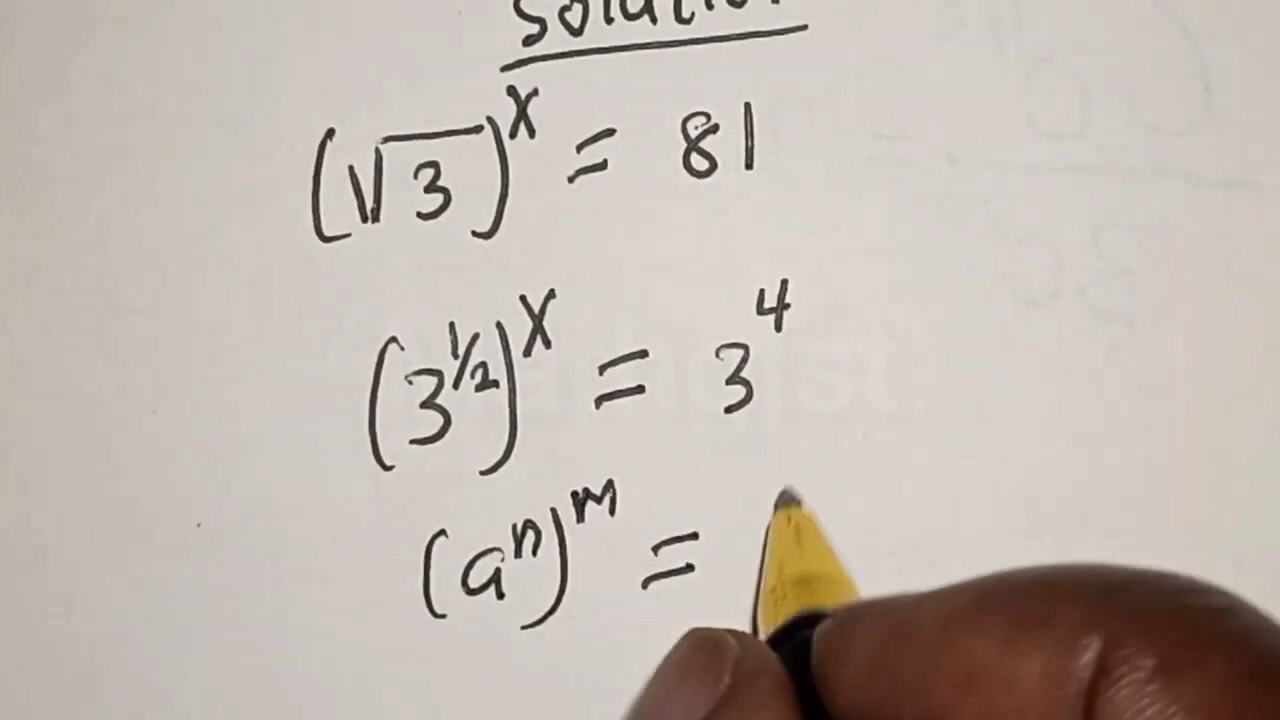 Solution
(√3)^x = 81
(3^1/2)^x = 3^4
(a^n)^m =